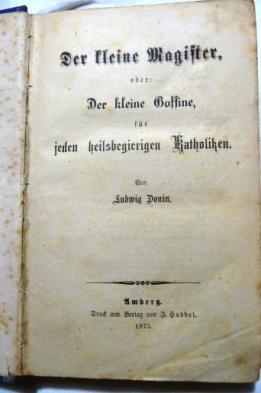 Der kleine Magister,
oder:
Der kleine Goffine,
für
jeden heilsbegierigen Katholiken.
Von
Ludwig Donin.
Amberg.
Druck und Verlag von J. Habbel.
1875.